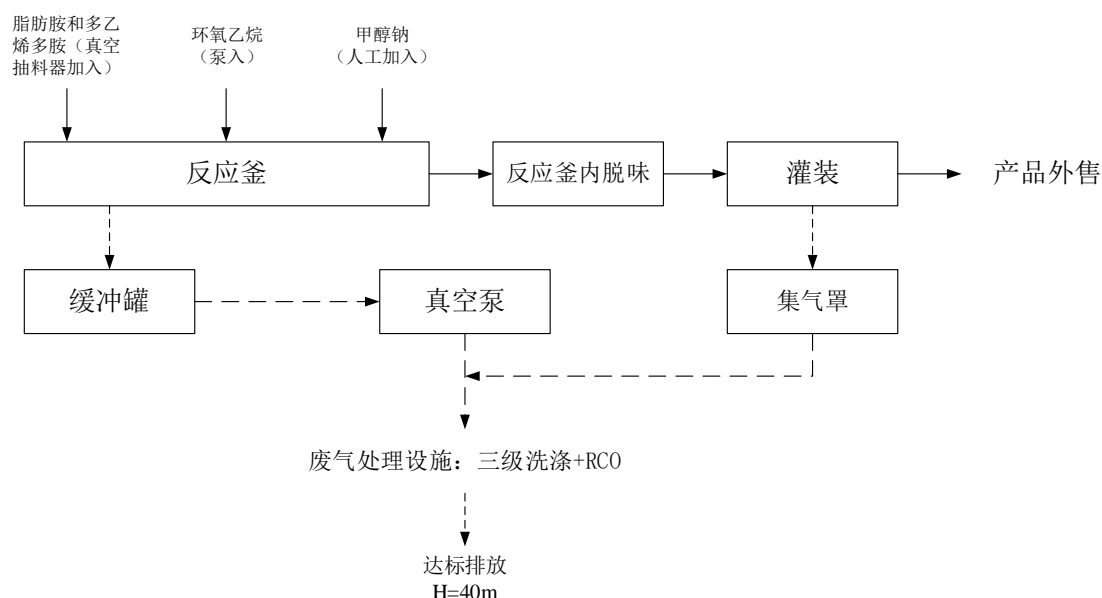 脂肪胺和多乙
烯多胺（真空
抽料器加入）
环氧乙烷
（泵入）
甲醇钠
（人工加入）
反应釜
反应釜内脱味
灌装
产品外售
缓冲罐
真空泵
集气罩
废气处理设施：三级洗涤+RCO
达标排放
H=40m